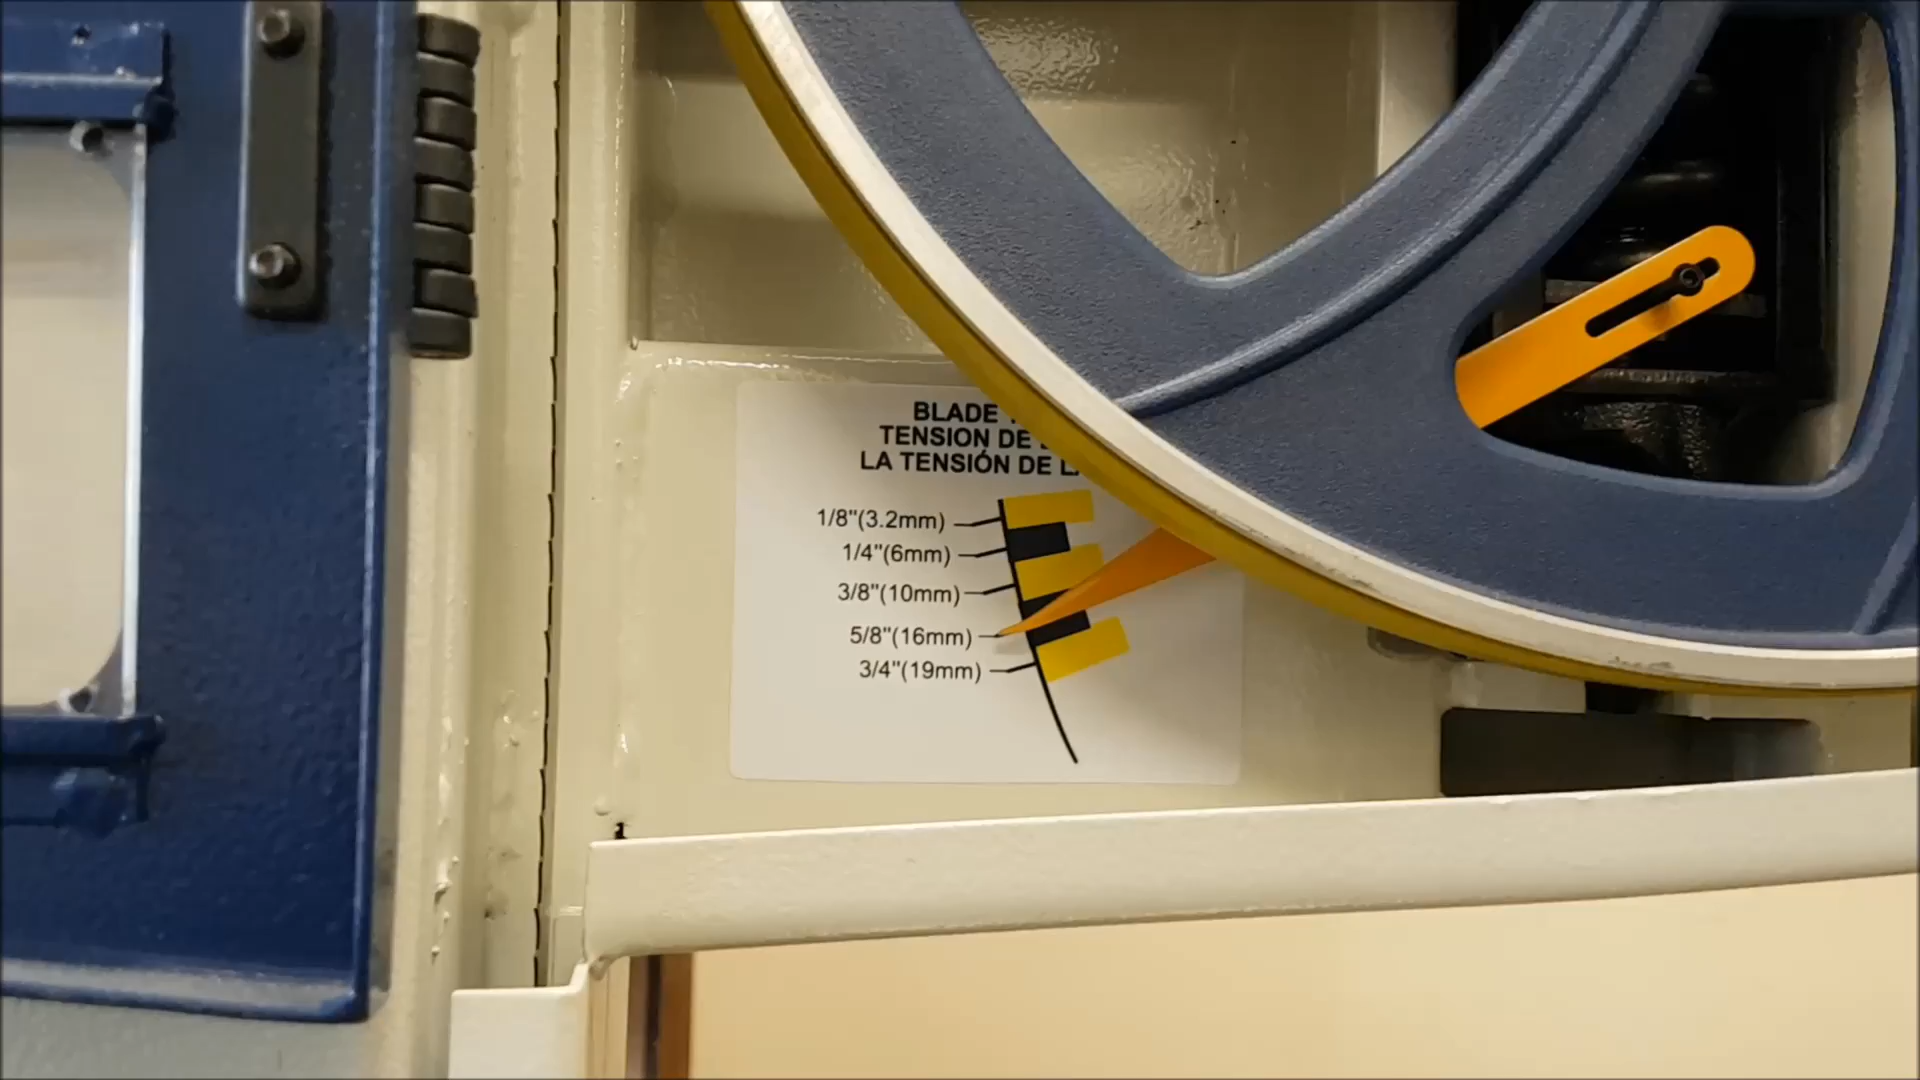 BLADE
TENSION DE
LA TENSIÓN DE
1/8"(3.2mm)
1/4"(6mm)
3/8"(10mm)
5/8"(16mm)
3/4"(19mm)